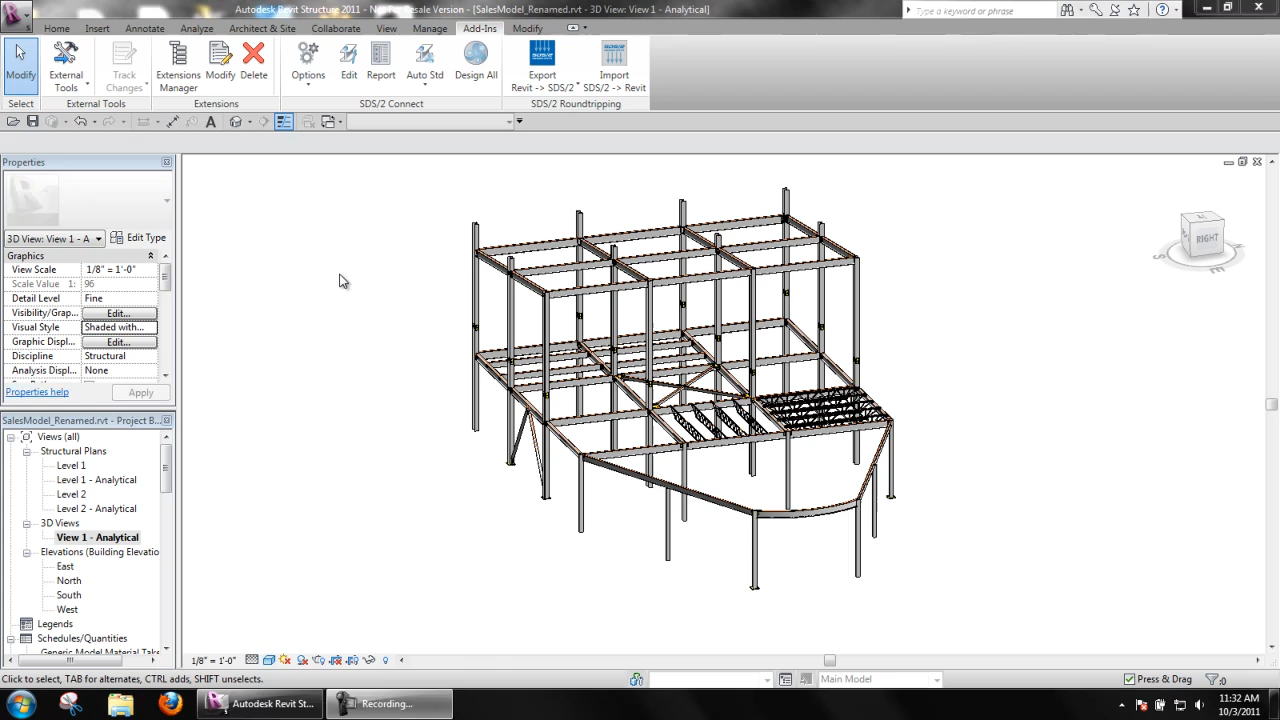 Autodesk Revit Structure 2011 - Not For Resale Version - [SalesModel_Renamed.rvt - 3D View: View 1 - Analytical]
Type a keyword or phrase
Home Insert Annotate Analyze Architect & Site Collaborate View Manage Add-Ins Modify
Modify External Tools Track Changes Extensions Manager Modify Delete Options Edit Report Auto Std Design All Export Revit -> SDS/2 Import SDS/2 -> Revit
Select External Tools Extensions SDS/2 Connect SDS/2 Roundtripping
Properties
3D View: View 1 - A Edit Type
Graphics
View Scale 1/8" = 1'-0"
Scale Value 1: 96
Detail Level Fine
Visibility/Grap... Edit...
Visual Style Shaded with...
Graphic Displ... Edit...
Discipline Structural
Analysis Displ... None
Properties help Apply
SalesModel_Renamed.rvt - Project B...
Views (all)
Structural Plans
Level 1
Level 1 - Analytical
Level 2
Level 2 - Analytical
3D Views
View 1 - Analytical
Elevations (Building Elevatio
East
North
South
West
Legends
Schedules/Quantities
Generic Model Material Take
RIGHT
1/8" = 1'-0"
Click to select, TAB for alternates, CTRL adds, SHIFT unselects.
Main Model
Press & Drag
:0
Autodesk Revit St...
Recording...
11:32 AM
10/3/2011